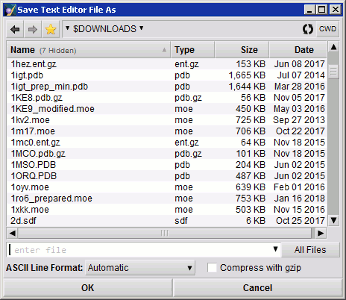 Save Text Editor File As
$DOWNLOADS
CWD
Name (7 Hidden) Type Size Date
1hez.ent.gz ent.gz 153 KB Jun 08 2017
1igt.pdb pdb 1,665 KB Jul 07 2014
1igt_prep_min.pdb pdb 1,644 KB Mar 28 2016
1KE8.pdb.gz pdb.gz 56 KB Nov 05 2017
1KE9_modified.moe moe 450 KB May 03 2016
1kv2.moe moe 725 KB Sep 27 2013
1m17.moe moe 706 KB Oct 22 2017
1mc0.ent.gz ent.gz 64 KB Nov 18 2015
1MCO.pdb.gz pdb.gz 101 KB Nov 18 2015
1MSO.PDB pdb 204 KB Jun 02 2015
1ORQ.PDB pdb 487 KB Jun 02 2015
1oyv.moe moe 639 KB Feb 01 2016
1ro6_prepared.moe moe 753 KB Jan 16 2018
1xkk.moe moe 503 KB Nov 15 2016
2d.sdf sdf 6 KB Oct 25 2017
enter file All Files
ASCII Line Format: Automatic Compress with gzip
OK Cancel